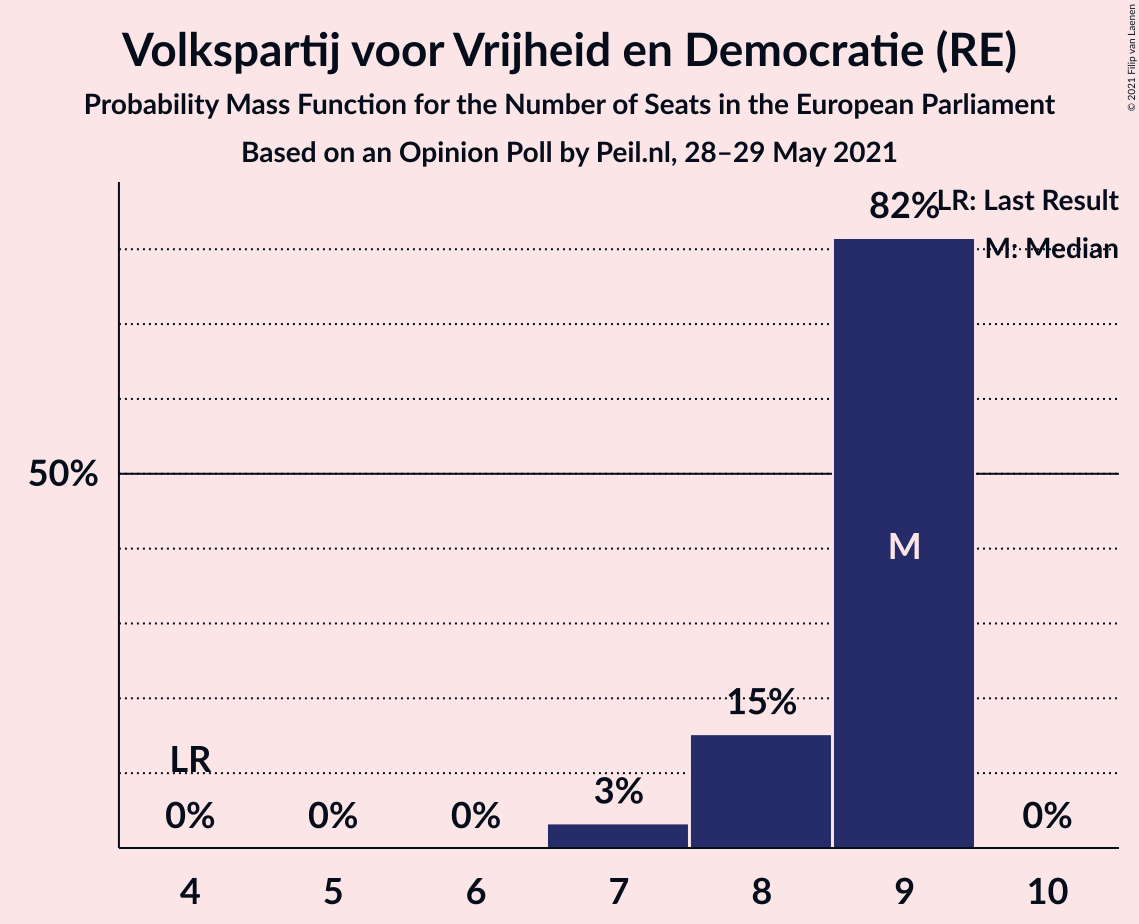 Volkspartij voor Vrijheid en Democratie (RE)
Probability Mass Function for the Number of Seats in the European Parliament
Based on an Opinion Poll by Peil.nl, 28–29 May 2021
© 2021 Filip van Laenen
LR: Last Result
M: Median
82%
50%
M
15%
LR
3%
0% 0% 0% 0%
4 5 6 7 8 9 10